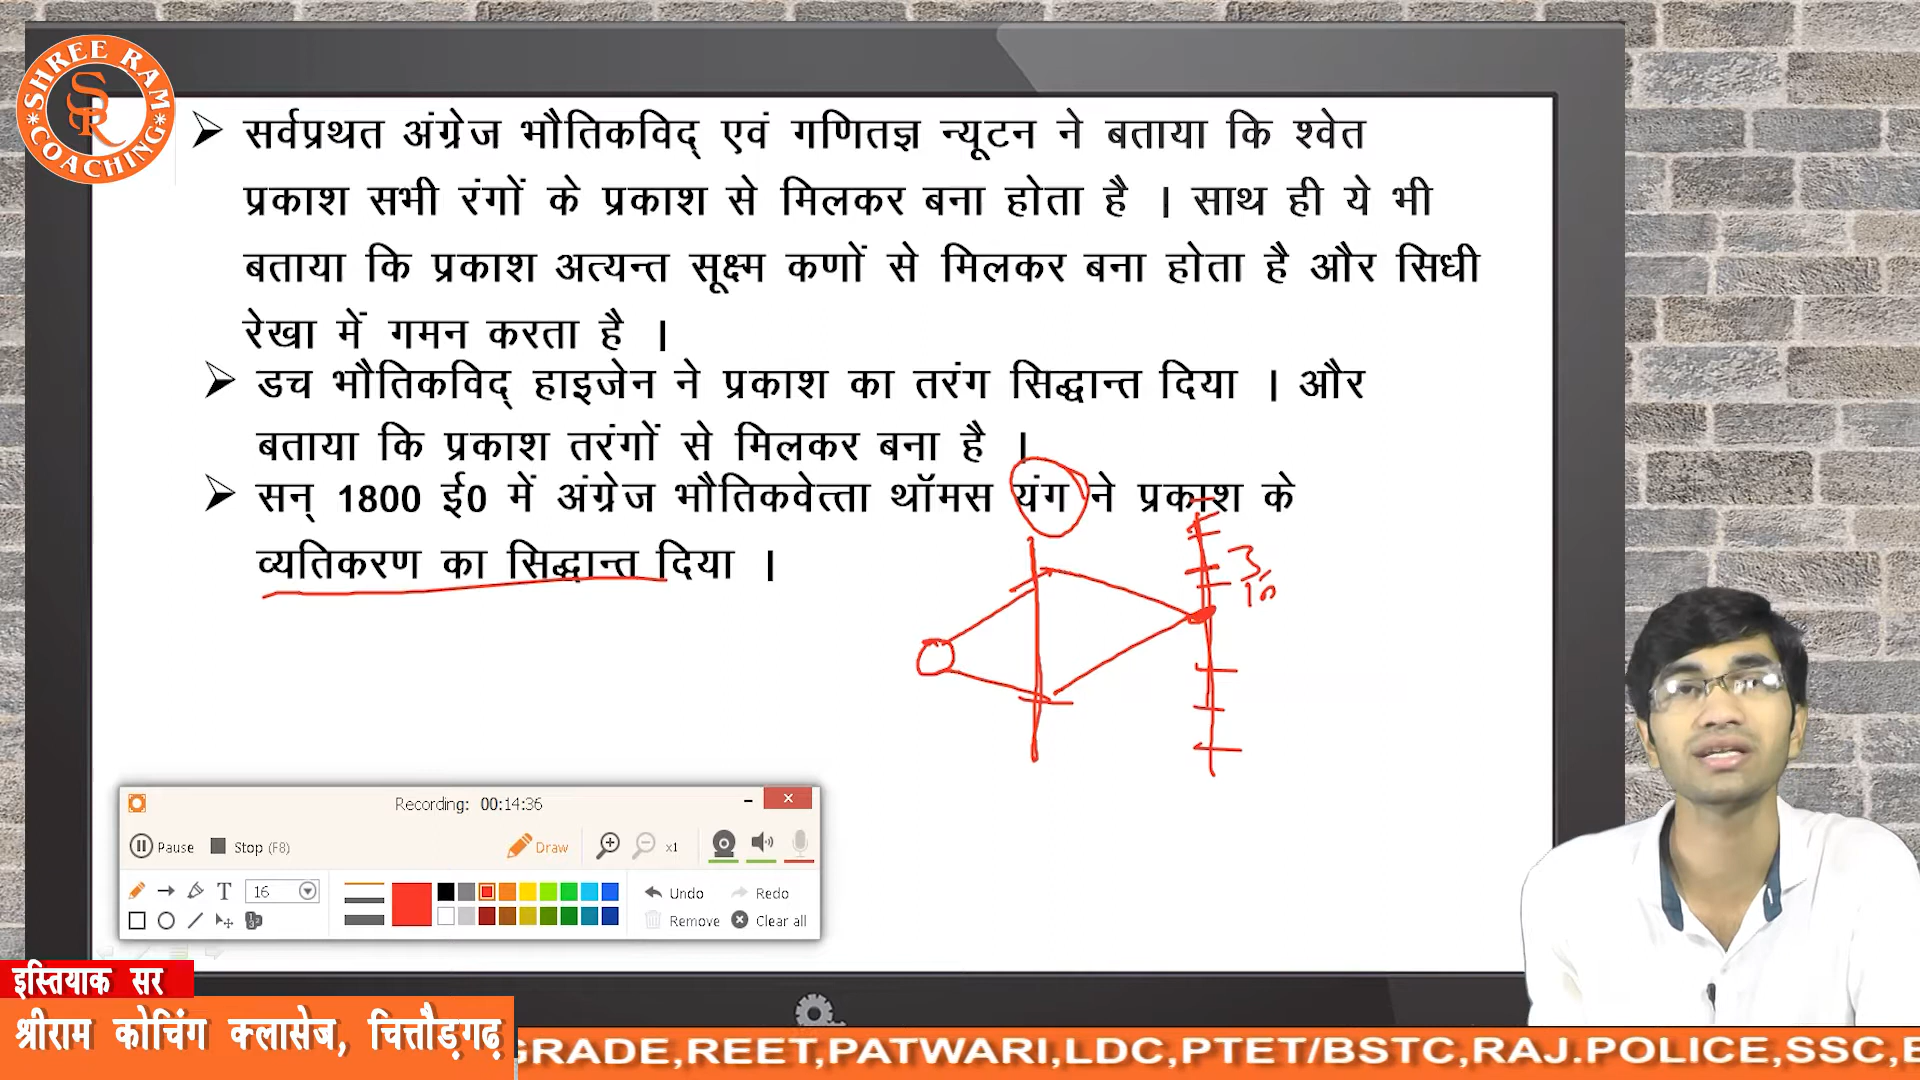 SHREE RAM
SR
COACHING
सर्वप्रथत अंग्रेज भौतिकविद् एवं गणितज्ञ न्यूटन ने बताया कि श्वेत
प्रकाश सभी रंगों के प्रकाश से मिलकर बना होता है । साथ ही ये भी
बताया कि प्रकाश अत्यन्त सूक्ष्म कणों से मिलकर बना होता है और सिधी
रेखा में गमन करता है ।
डच भौतिकविद् हाइजेन ने प्रकाश का तरंग सिद्धान्त दिया । और
बताया कि प्रकाश तरंगों से मिलकर बना है ।
सन् 1800 ई0 में अंग्रेज भौतिकवेत्ता थॉमस यंग ने प्रकाश के
व्यतिकरण का सिद्धान्त दिया ।
Recording: 00:14:36
Pause Stop (F8) Draw x1
T 16 Undo Redo
Remove Clear all
इस्तियाक सर
श्रीराम कोचिंग क्लासेज, चित्तौड़गढ़
GRADE,REET,PATWARI,LDC,PTET/BSTC,RAJ.POLICE,SSC,